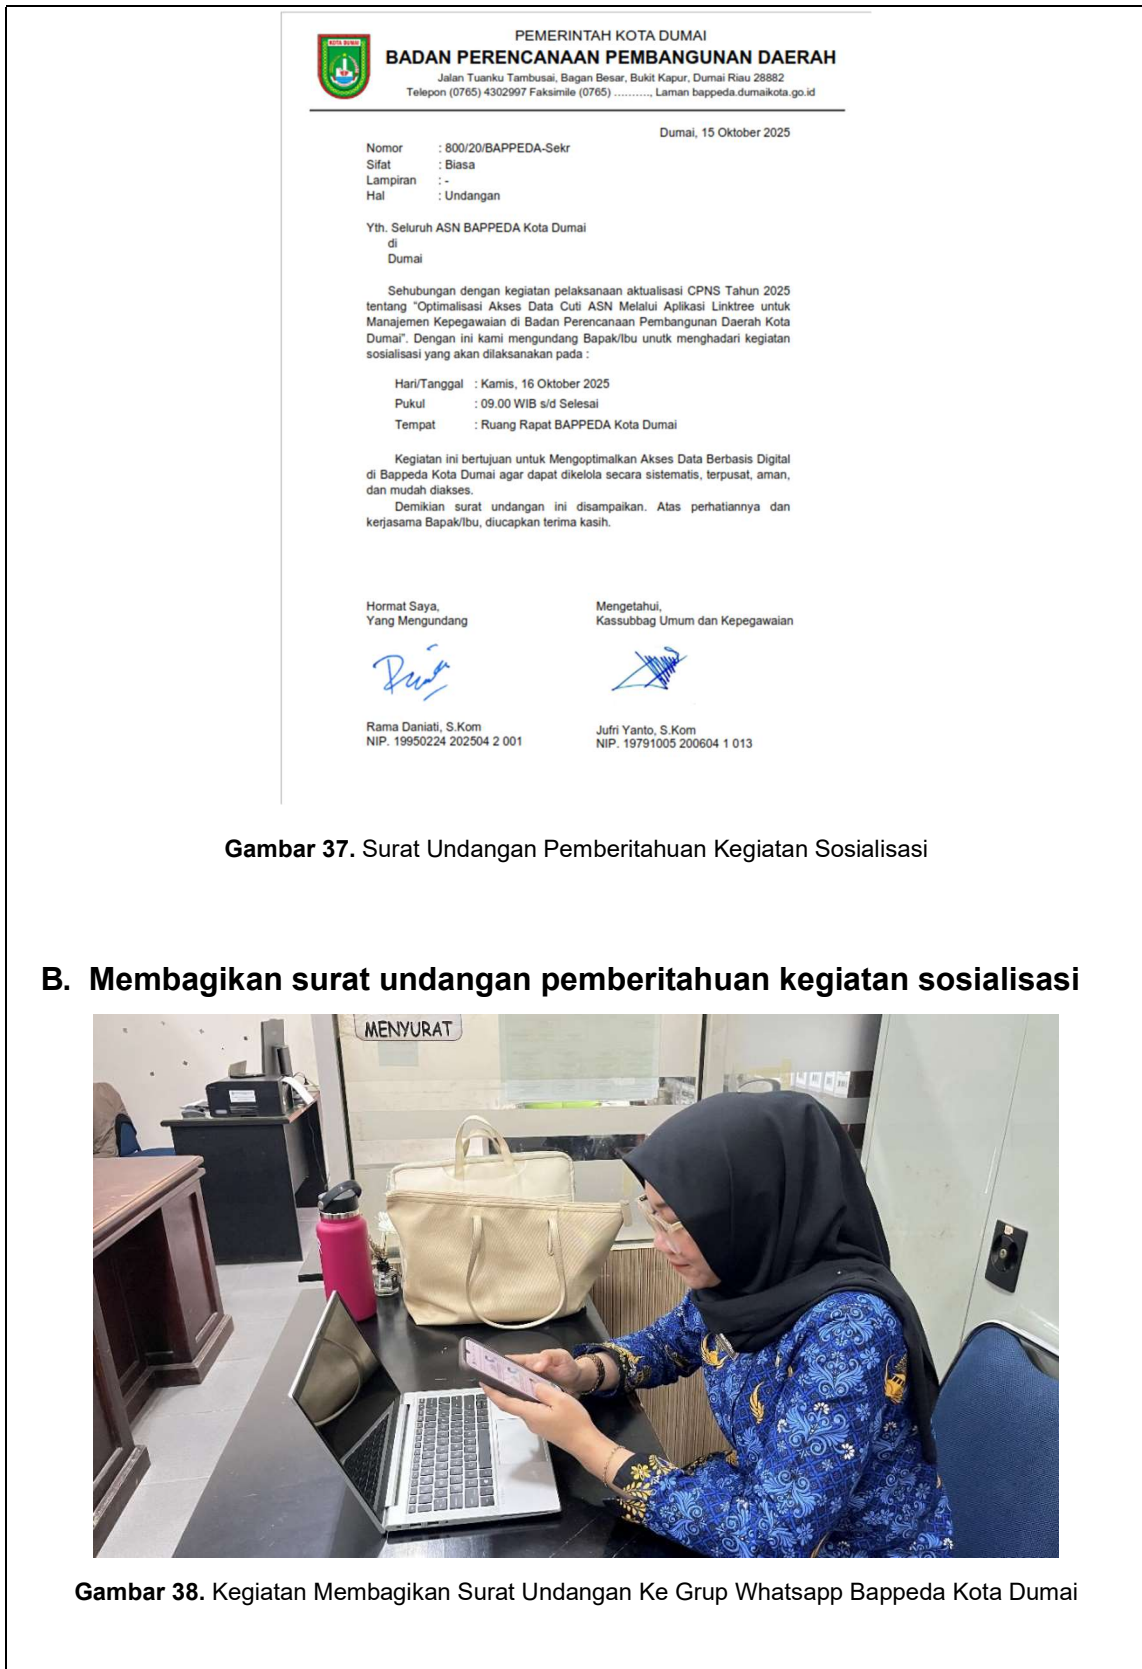 KOTA DUMAI
PEMERINTAH KOTA DUMAI
BADAN PERENCANAAN PEMBANGUNAN DAERAH
Jalan Tuanku Tambusai, Bagan Besar, Bukit Kapur, Dumai Riau 28882
Telepon (0765) 4302997 Faksimile (0765) .........., Laman bappeda.dumaikota.go.id
Dumai, 15 Oktober 2025
Nomor : 800/20/BAPPEDA-Sekr
Sifat : Biasa
Lampiran : -
Hal : Undangan
Yth. Seluruh ASN BAPPEDA Kota Dumai
di
Dumai
Sehubungan dengan kegiatan pelaksanaan aktualisasi CPNS Tahun 2025
tentang “Optimalisasi Akses Data Cuti ASN Melalui Aplikasi Linktree untuk
Manajemen Kepegawaian di Badan Perencanaan Pembangunan Daerah Kota
Dumai”. Dengan ini kami mengundang Bapak/Ibu unutk menghadari kegiatan
sosialisasi yang akan dilaksanakan pada :
Hari/Tanggal : Kamis, 16 Oktober 2025
Pukul : 09.00 WIB s/d Selesai
Tempat : Ruang Rapat BAPPEDA Kota Dumai
Kegiatan ini bertujuan untuk Mengoptimalkan Akses Data Berbasis Digital
di Bappeda Kota Dumai agar dapat dikelola secara sistematis, terpusat, aman,
dan mudah diakses.
Demikian surat undangan ini disampaikan. Atas perhatiannya dan
kerjasama Bapak/Ibu, diucapkan terima kasih.
Hormat Saya,
Yang Mengundang
Mengetahui,
Kassubbag Umum dan Kepegawaian
Rama Daniati, S.Kom
NIP. 19950224 202504 2 001
Jufri Yanto, S.Kom
NIP. 19791005 200604 1 013
Gambar 37. Surat Undangan Pemberitahuan Kegiatan Sosialisasi
B. Membagikan surat undangan pemberitahuan kegiatan sosialisasi
MENYURAT
Gambar 38. Kegiatan Membagikan Surat Undangan Ke Grup Whatsapp Bappeda Kota Dumai